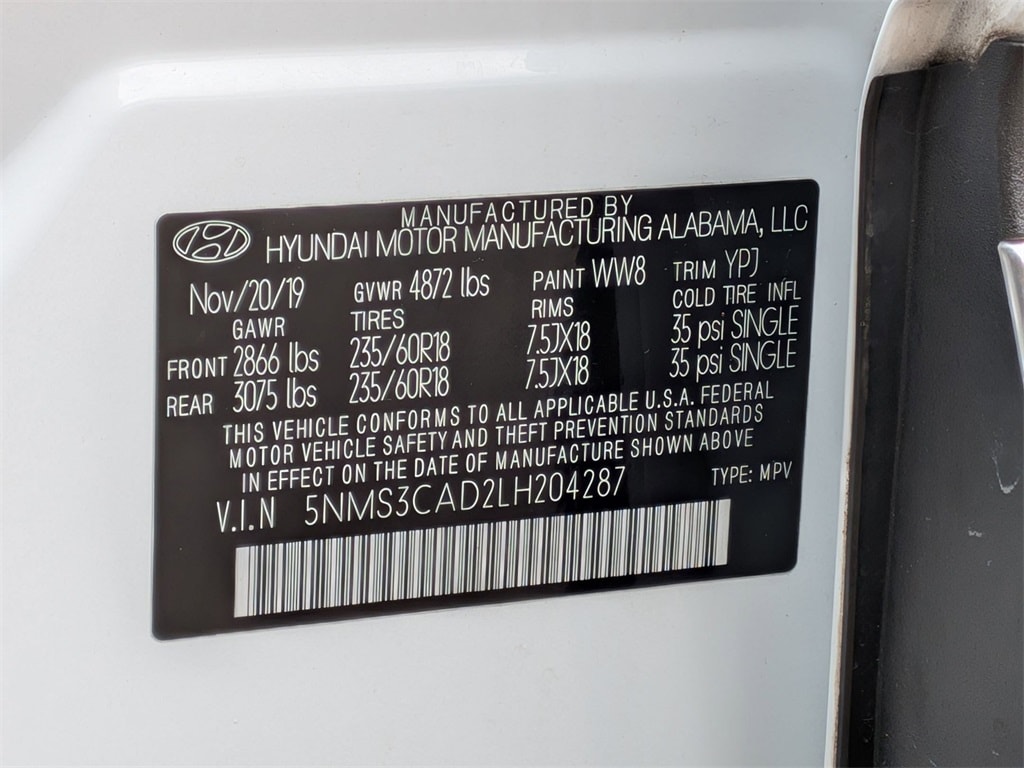 MANUFACTURED BY
HYUNDAI MOTOR MANUFACTURING ALABAMA, LLC
Nov/20/19 GVWR 4872 lbs PAINT WW8 TRIM YPJ
GAWR TIRES RIMS COLD TIRE INFL
FRONT 2866 lbs 235/60R18 7.5JX18 35 psi SINGLE
REAR 3075 lbs 235/60R18 7.5JX18 35 psi SINGLE
THIS VEHICLE CONFORMS TO ALL APPLICABLE U.S.A. FEDERAL
MOTOR VEHICLE SAFETY AND THEFT PREVENTION STANDARDS
IN EFFECT ON THE DATE OF MANUFACTURE SHOWN ABOVE
V.I.N 5NMS3CAD2LH204287 TYPE: MPV